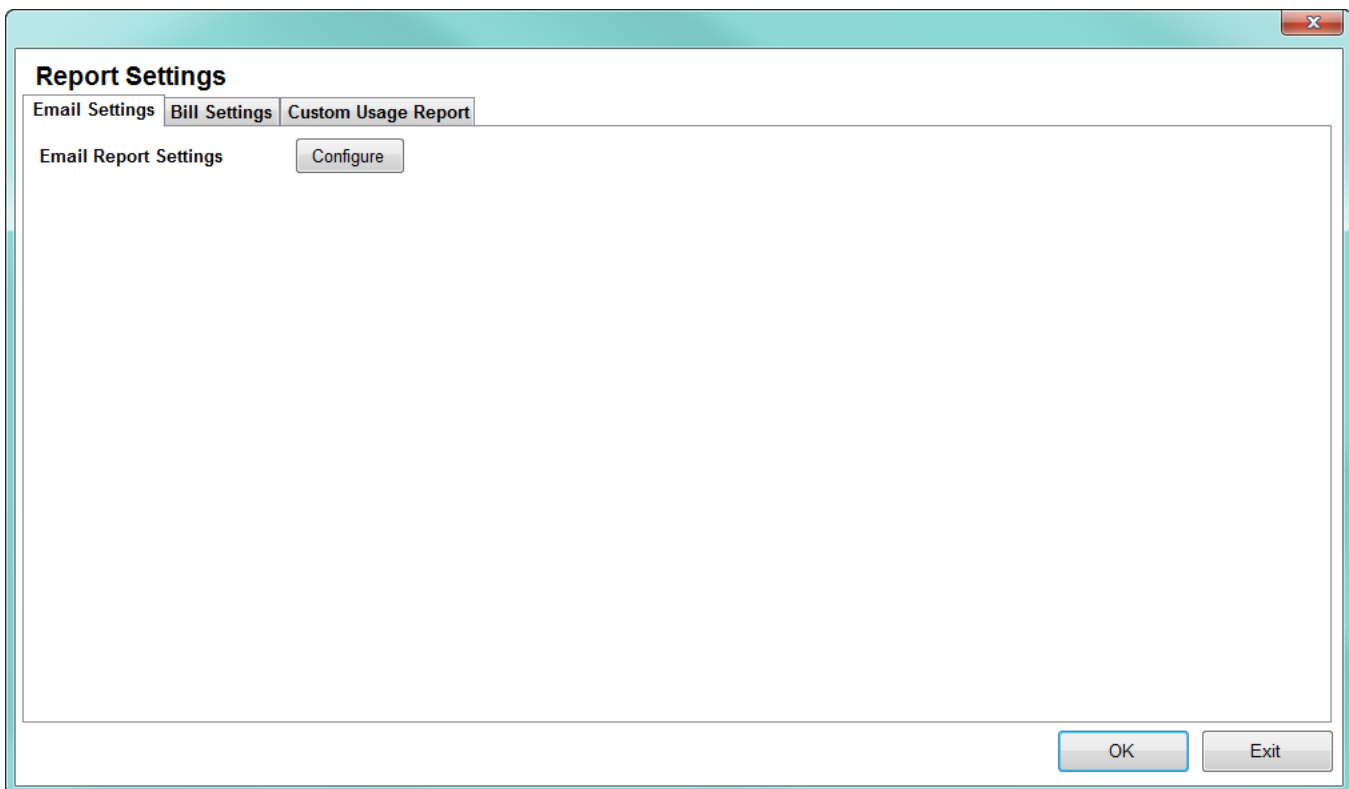 Report Settings
Email Settings Bill Settings Custom Usage Report
Email Report Settings Configure
OK Exit